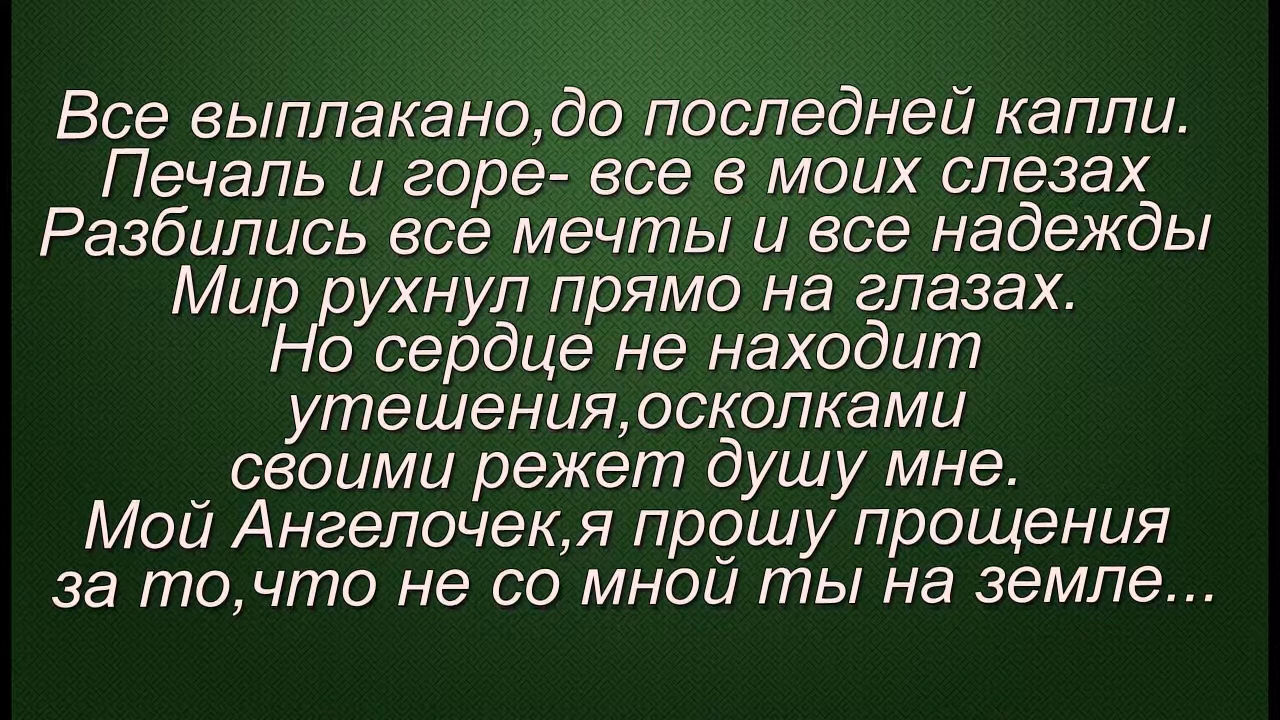 Все выплакано,до последней капли.
Печаль и горе- все в моих слезах
Разбились все мечты и все надежды
Мир рухнул прямо на глазах.
Но сердце не находит
утешения,осколками
своими режет душу мне.
Мой Ангелочек,я прошу прощения
за то,что не со мной ты на земле...